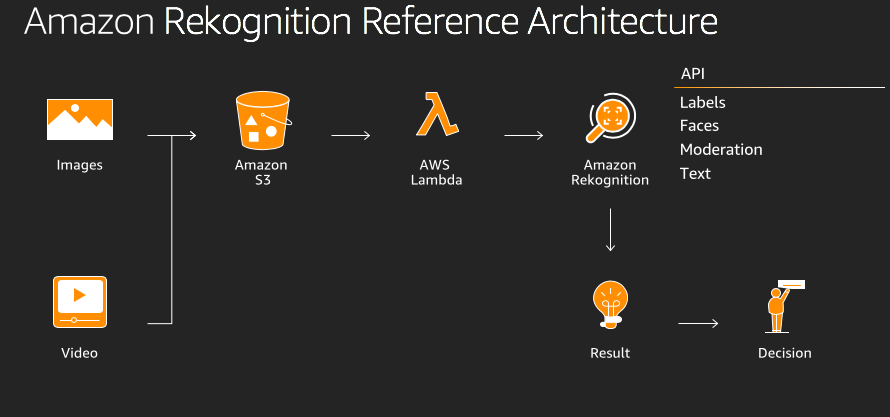 Amazon Rekognition Reference Architecture
API
Labels
Faces
Moderation
Text
Images
Amazon
S3
AWS
Lambda
Amazon
Rekognition
Video
Result
Decision